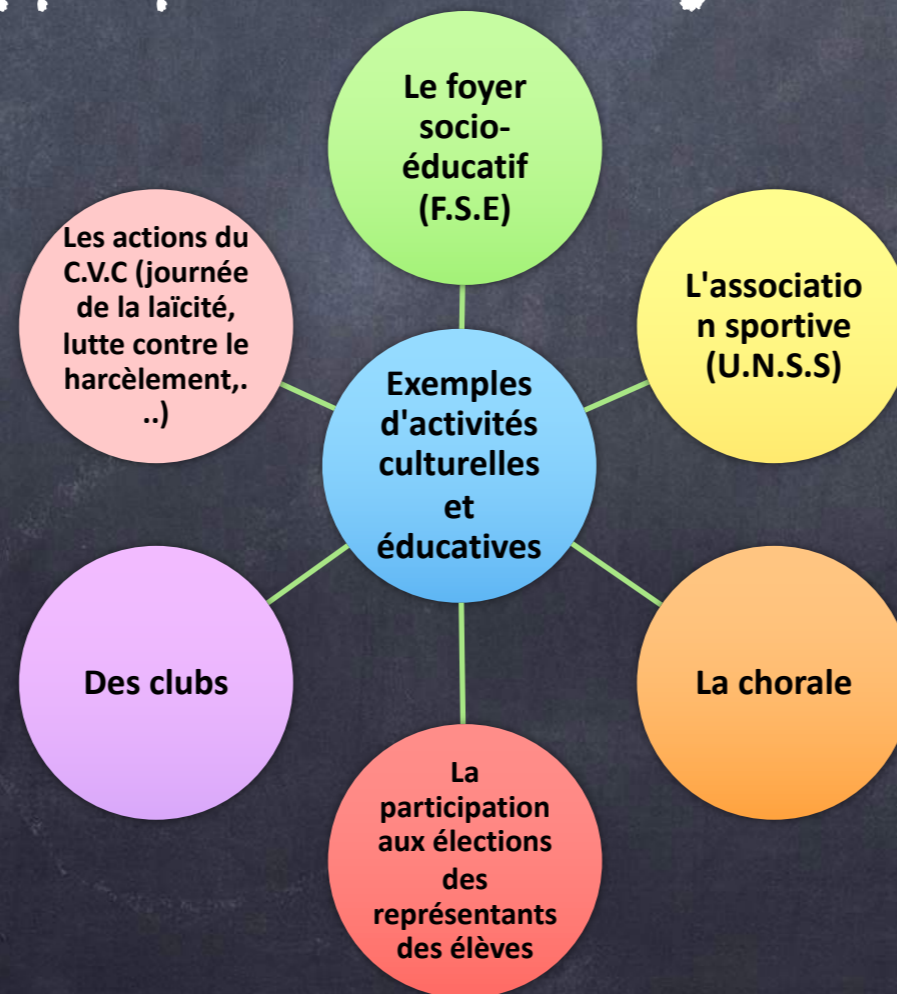 Le foyer
socio-
éducatif
(F.S.E)
Les actions du
C.V.C (journée
de la laïcité,
lutte contre le
harcèlement,.
..)
L'associatio
n sportive
(U.N.S.S)
Exemples
d'activités
culturelles
et
éducatives
Des clubs
La chorale
La
participation
aux élections
des
représentants
des élèves